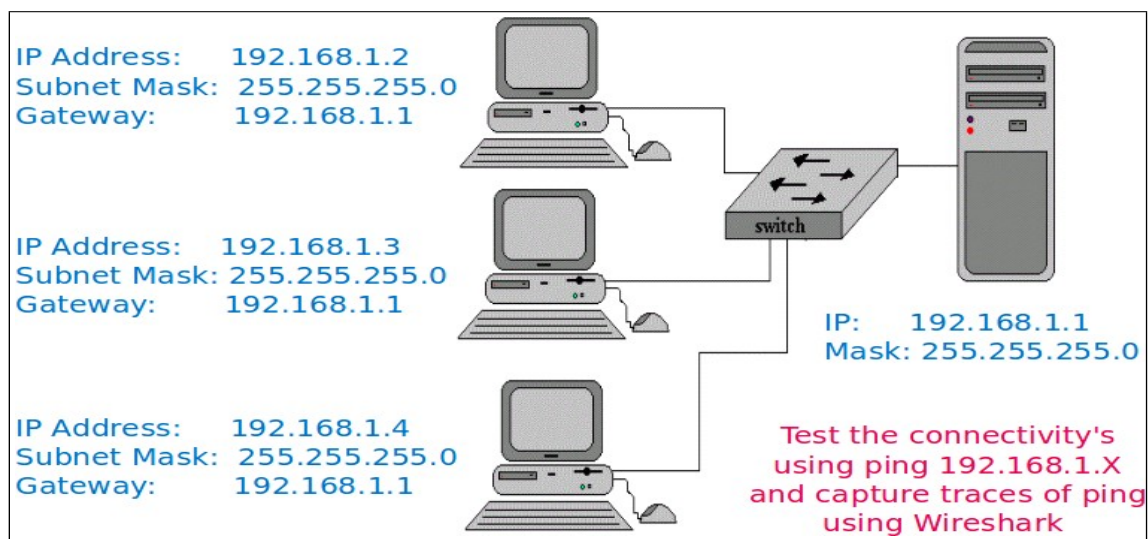 IP Address: 192.168.1.2
Subnet Mask: 255.255.255.0
Gateway: 192.168.1.1
IP Address: 192.168.1.3
Subnet Mask: 255.255.255.0
Gateway: 192.168.1.1
IP Address: 192.168.1.4
Subnet Mask: 255.255.255.0
Gateway: 192.168.1.1
switch
IP: 192.168.1.1
Mask: 255.255.255.0
Test the connectivity's
using ping 192.168.1.X
and capture traces of ping
using Wireshark